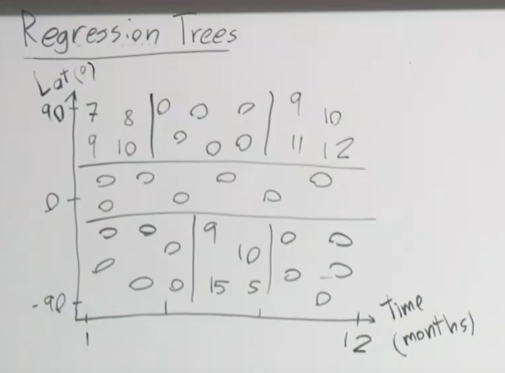 Regression Trees
Lat(°)
90 7 8 0 0 0 9 10
9 10 0 0 0 11 12
0 0 0 0
0 0 0 0
0 0 0 9 10 0 0
0 0 0 15 5 0 0
0
-90
1 12 Time
(months)